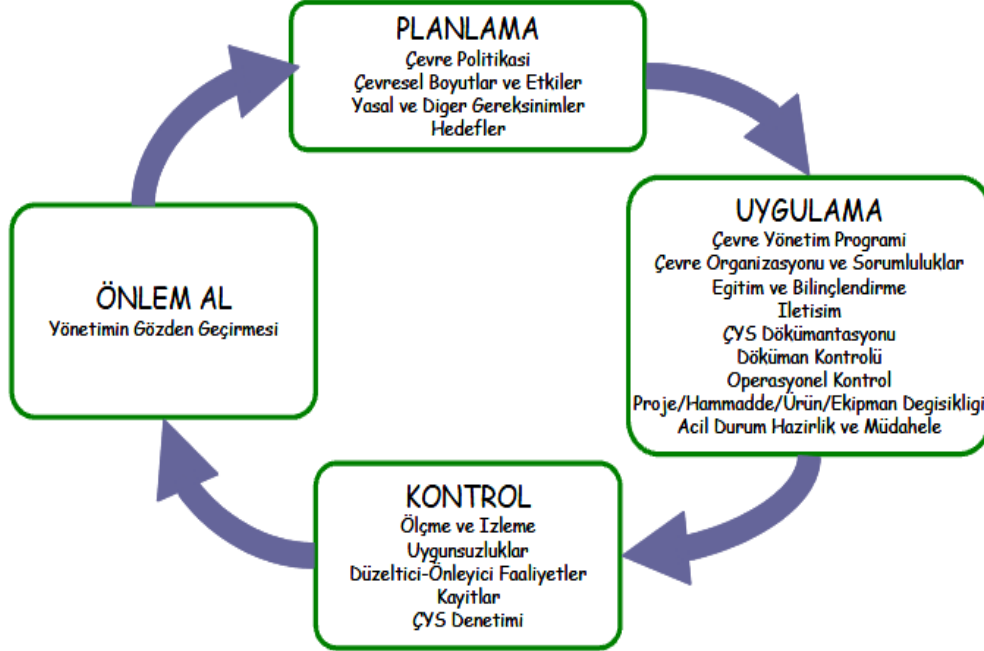 PLANLAMA
Çevre Politikasi
Çevresel Boyutlar ve Etkiler
Yasal ve Diger Gereksinimler
Hedefler
UYGULAMA
Çevre Yönetim Programi
Çevre Organizasyonu ve Sorumluluklar
Egitim ve Bilinçlendirme
Iletisim
ÇYS Dökümantasyonu
Döküman Kontrolü
Operasyonel Kontrol
Proje/Hammadde/Ürün/Ekipman Degisikligi
Acil Durum Hazirlik ve Müdahele
KONTROL
Ölçme ve Izleme
Uygunsuzluklar
Düzeltici-Önleyici Faaliyetler
Kayitlar
ÇYS Denetimi
ÖNLEM AL
Yönetimin Gözden Geçirmesi